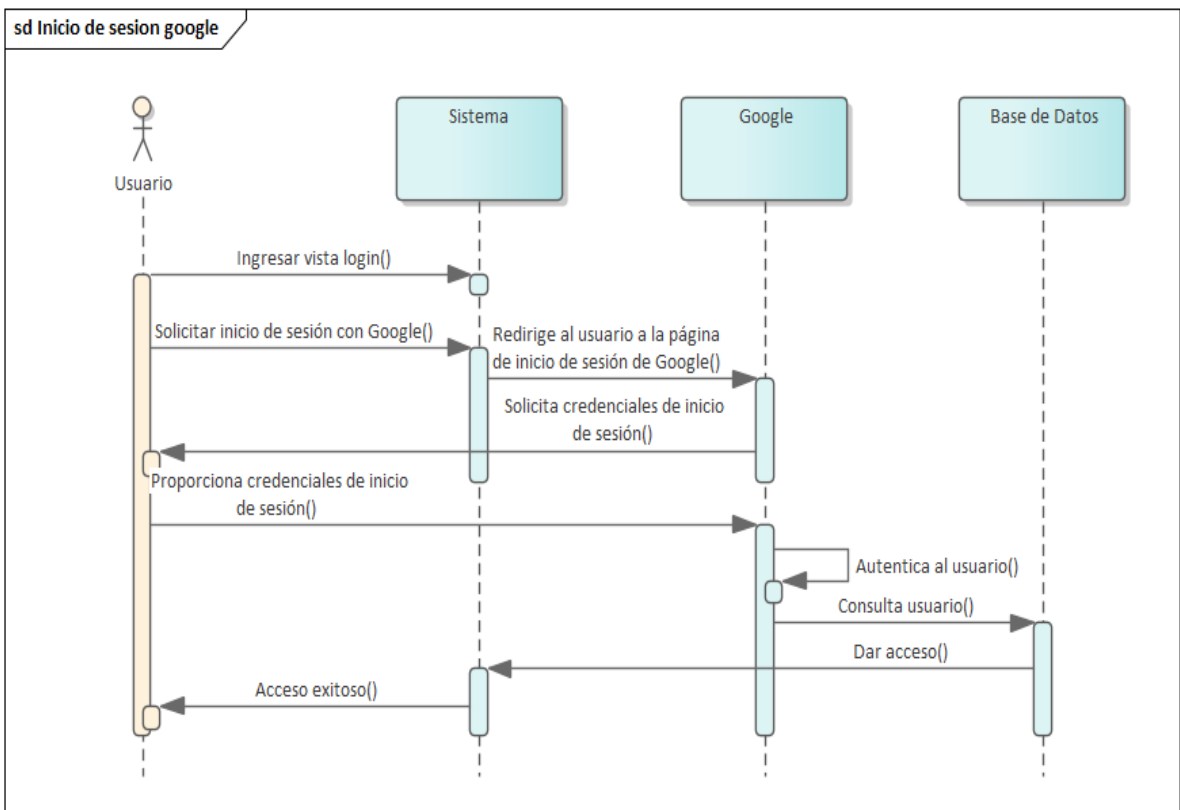 sd Inicio de sesion google
Usuario
Sistema
Google
Base de Datos
Ingresar vista login()
Solicitar inicio de sesión con Google()
Redirige al usuario a la página
de inicio de sesión de Google()
Solicita credenciales de inicio
de sesión()
Proporciona credenciales de inicio
de sesión()
Autentica al usuario()
Consulta usuario()
Dar acceso()
Acceso exitoso()